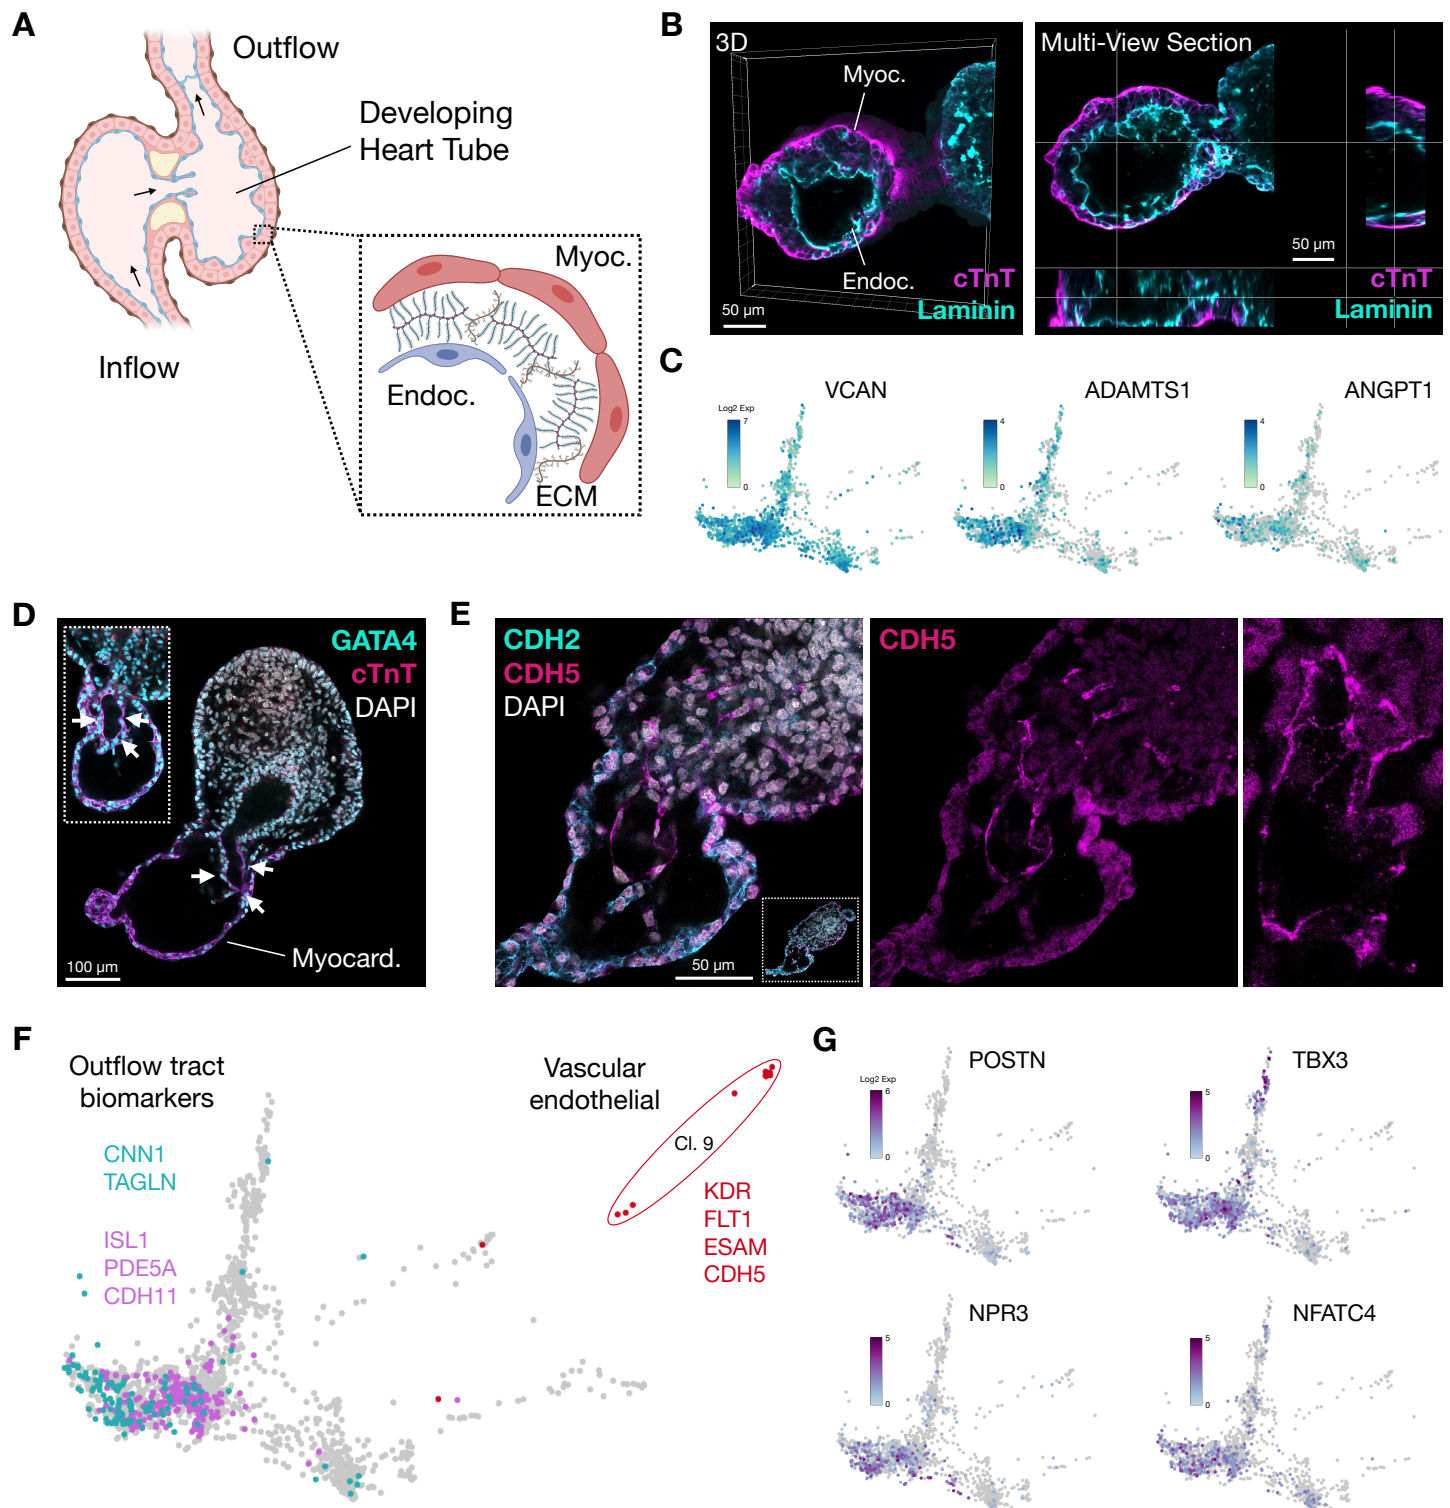 A
Outflow
Developing
Heart Tube
Inflow
Myoc.
Endoc.
ECM
B
3D
Myoc.
Endoc.
cTnT
Laminin
50 µm
Multi-View Section
50 µm
cTnT
Laminin
C
VCAN
Log2 Exp
7
0
ADAMTS1
4
0
ANGPT1
4
0
D
GATA4
cTnT
DAPI
Myocard.
100 µm
E
CDH2
CDH5
DAPI
50 µm
CDH5
F
Outflow tract
biomarkers
CNN1
TAGLN
ISL1
PDE5A
CDH11
Vascular
endothelial
Cl. 9
KDR
FLT1
ESAM
CDH5
G
POSTN
Log2 Exp
6
0
TBX3
5
0
NPR3
5
0
NFATC4
5
0